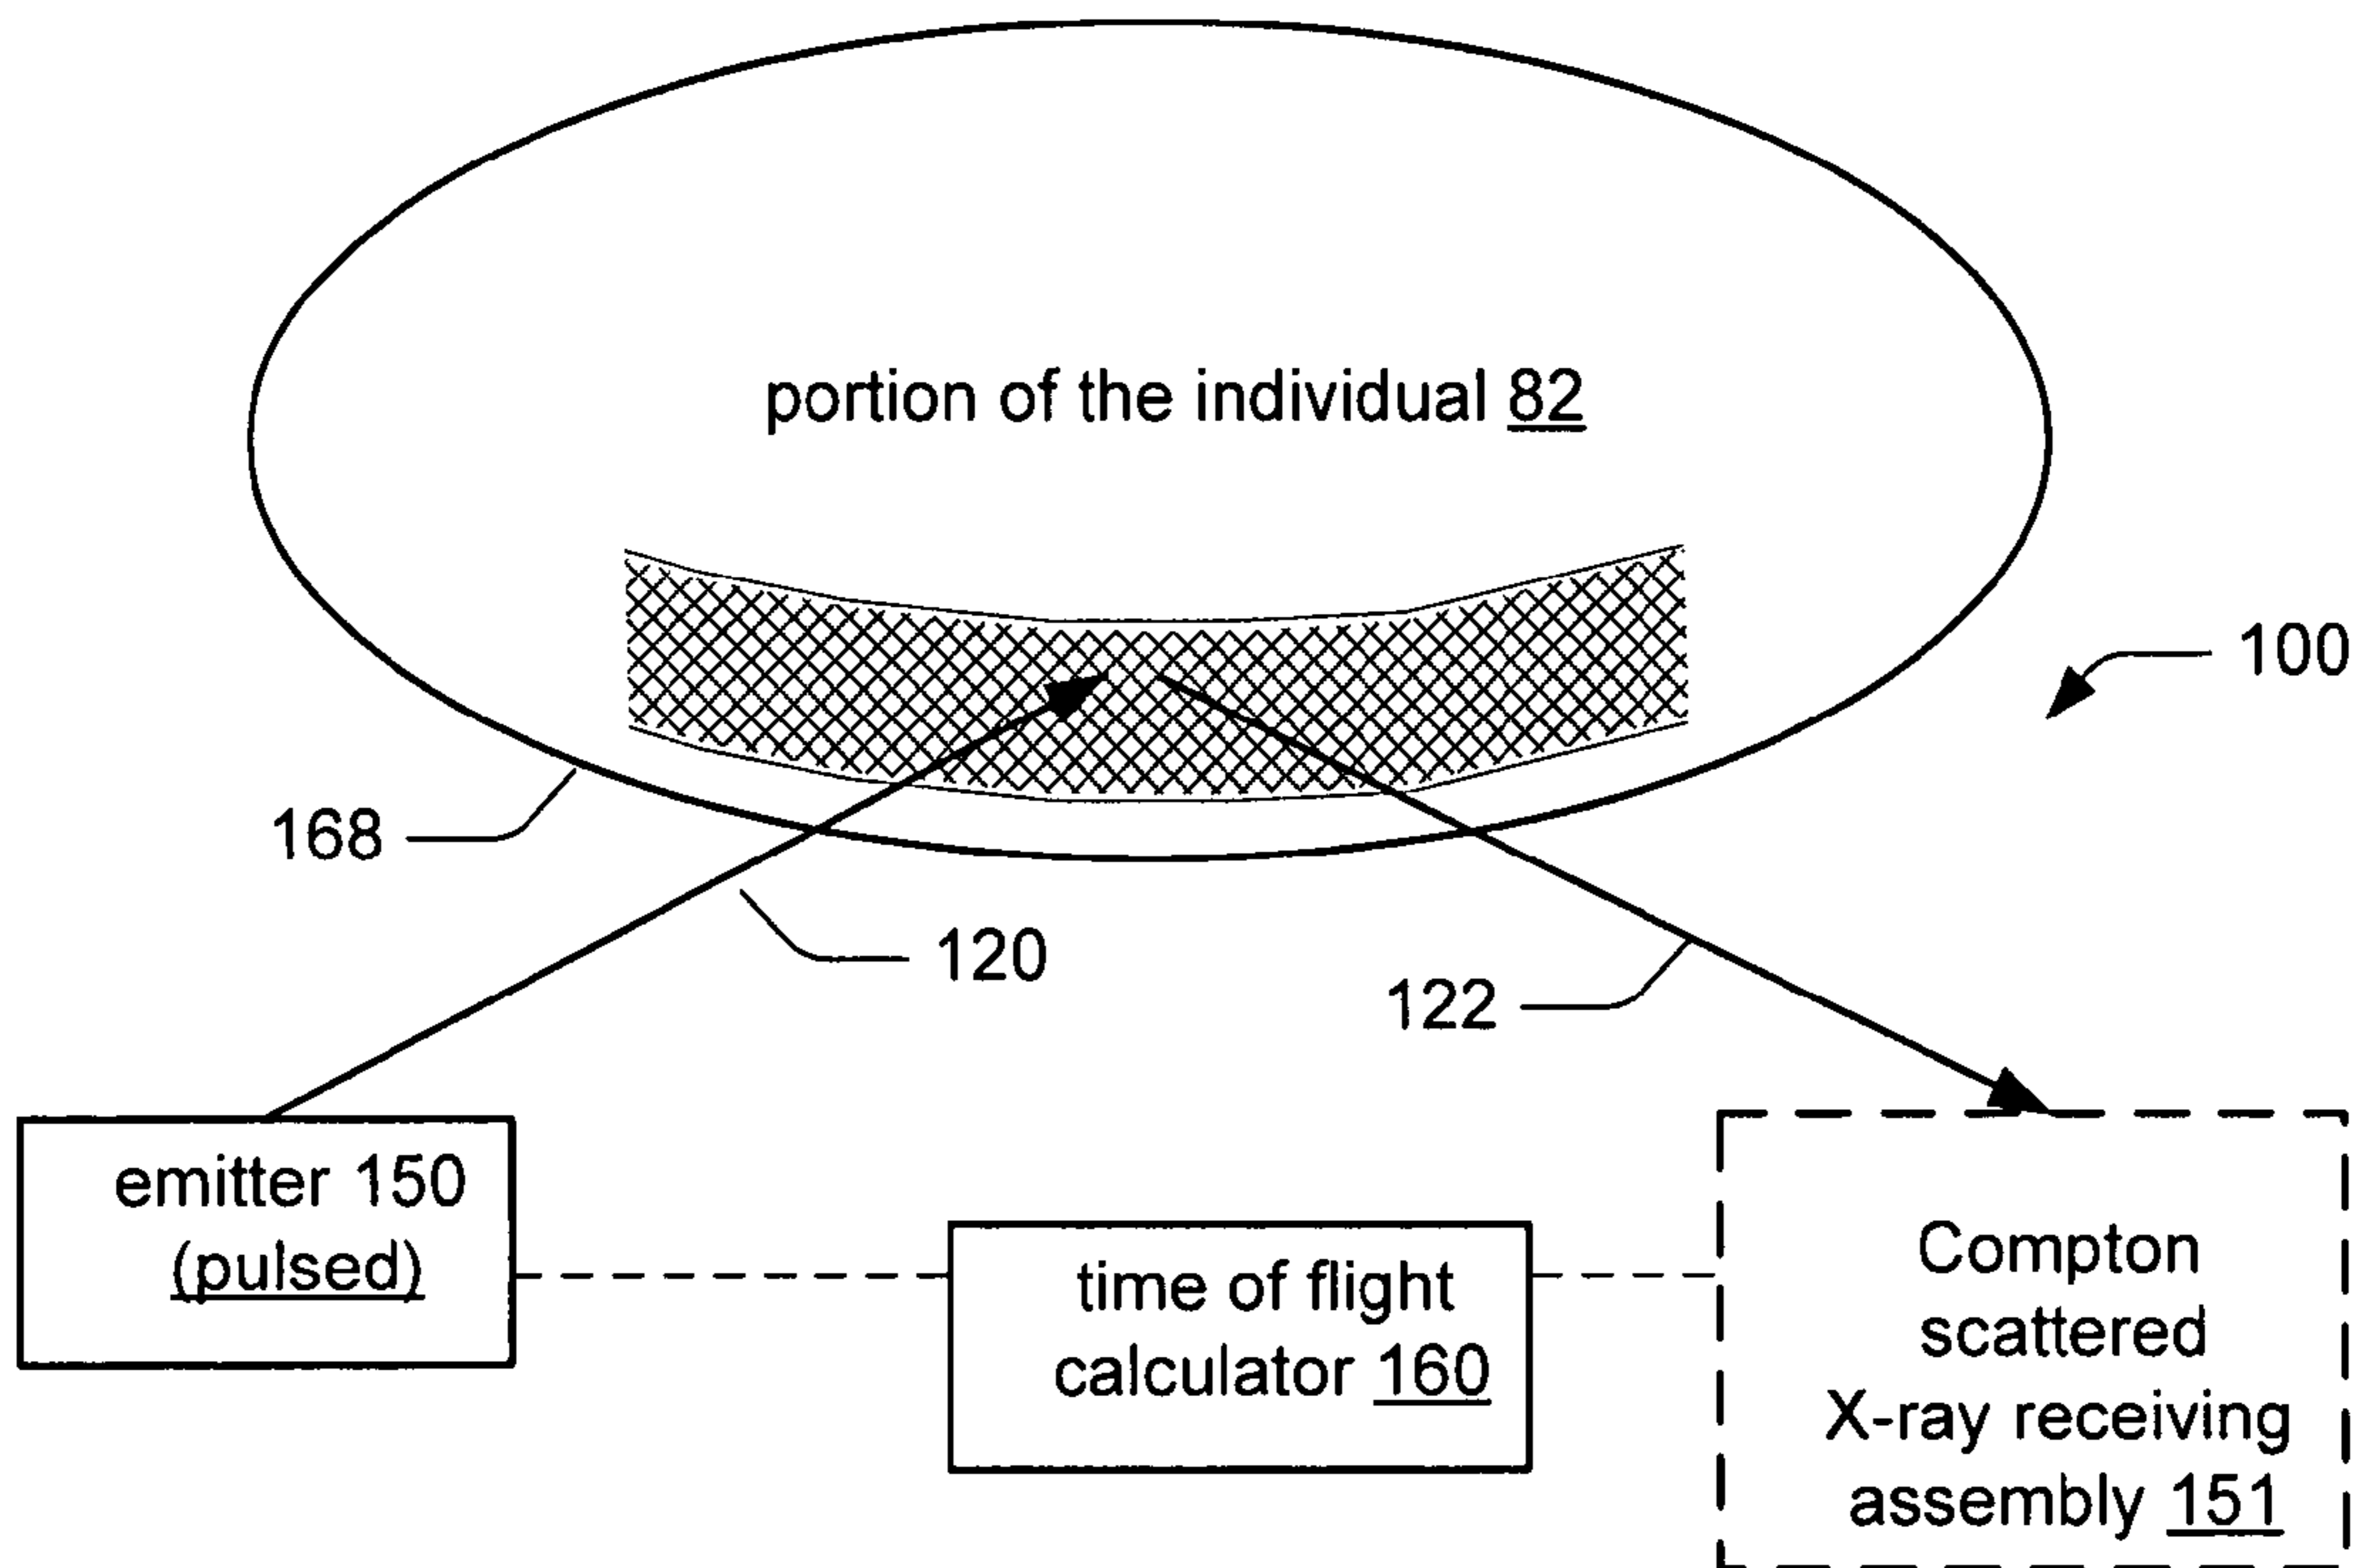 portion of the individual 82
100
168
120
122
emitter 150
(pulsed)
time of flight
calculator 160
Compton
scattered
X-ray receiving
assembly 151